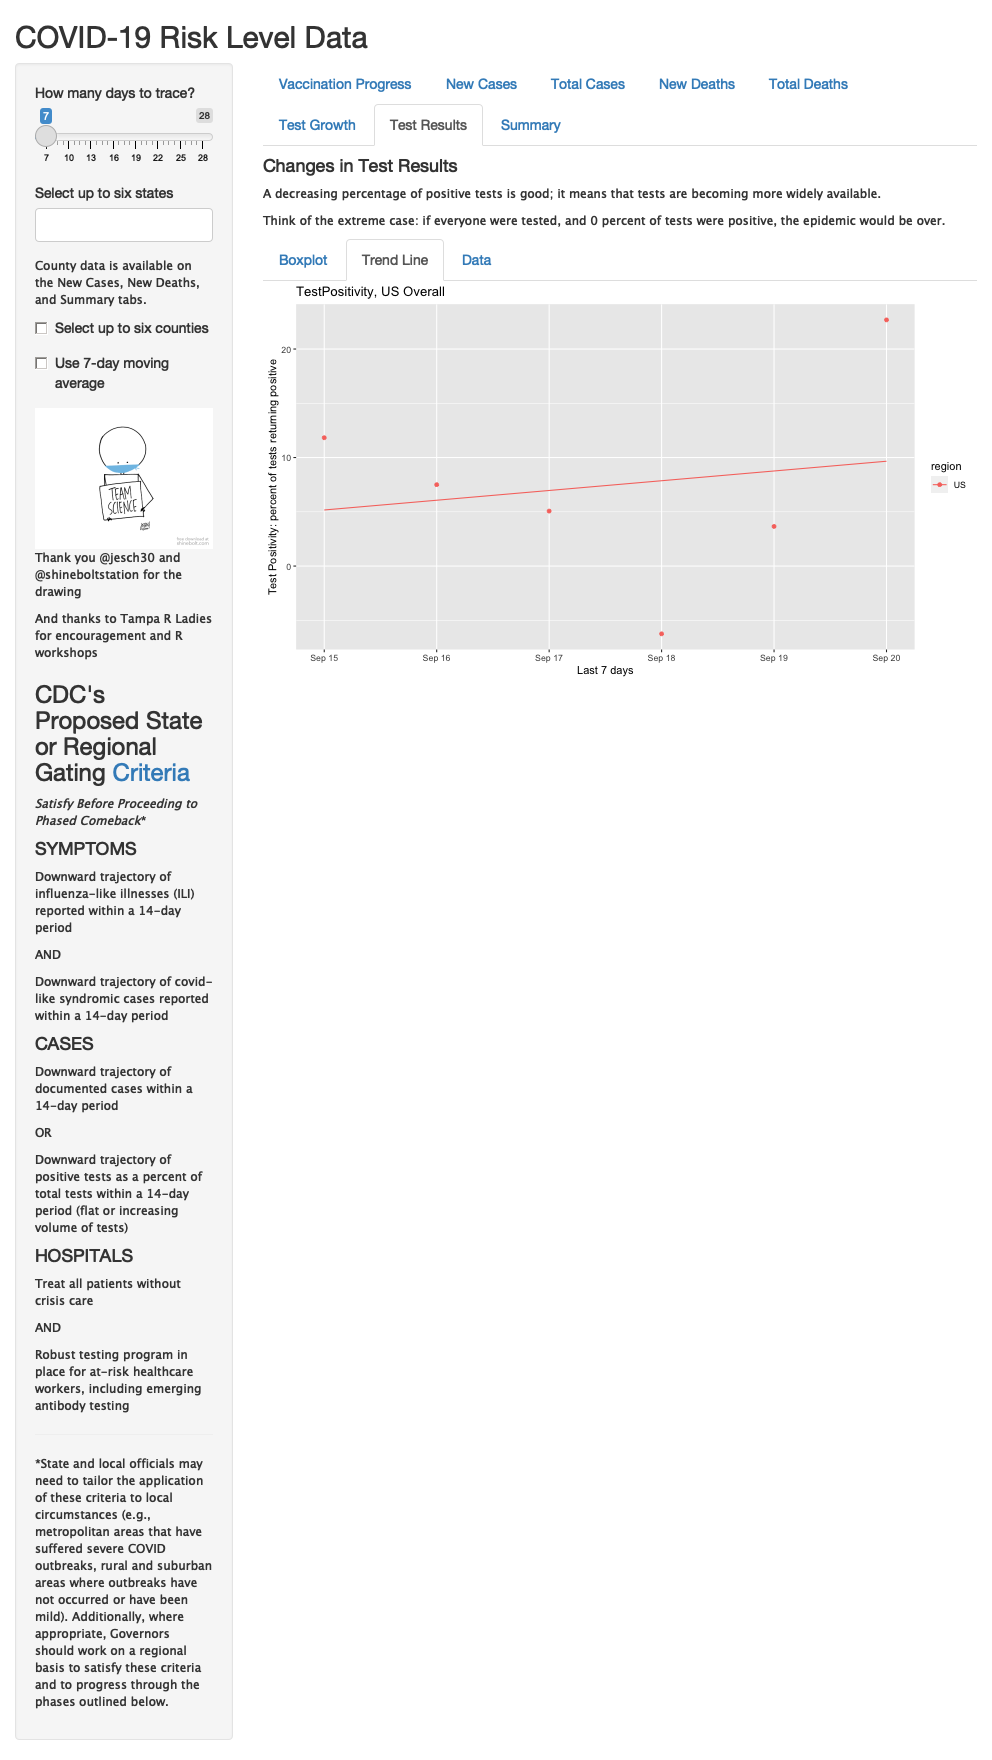 COVID-19 Risk Level Data
How many days to trace?
7
28
7 10 13 16 19 22 25 28
Select up to six states
County data is available on
the New Cases, New Deaths,
and Summary tabs.
Select up to six counties
Use 7-day moving
average
TEAM
SCIENCE
free download at
shinebolt.com
Thank you @jesch30 and
@shineboltstation for the
drawing
And thanks to Tampa R Ladies
for encouragement and R
workshops
CDC's
Proposed State
or Regional
Gating Criteria
Satisfy Before Proceeding to
Phased Comeback*
SYMPTOMS
Downward trajectory of
influenza-like illnesses (ILI)
reported within a 14-day
period
AND
Downward trajectory of covid-
like syndromic cases reported
within a 14-day period
CASES
Downward trajectory of
documented cases within a
14-day period
OR
Downward trajectory of
positive tests as a percent of
total tests within a 14-day
period (flat or increasing
volume of tests)
HOSPITALS
Treat all patients without
crisis care
AND
Robust testing program in
place for at-risk healthcare
workers, including emerging
antibody testing
*State and local officials may
need to tailor the application
of these criteria to local
circumstances (e.g.,
metropolitan areas that have
suffered severe COVID
outbreaks, rural and suburban
areas where outbreaks have
not occurred or have been
mild). Additionally, where
appropriate, Governors
should work on a regional
basis to satisfy these criteria
and to progress through the
phases outlined below.
Vaccination Progress New Cases Total Cases New Deaths Total Deaths
Test Growth Test Results Summary
Changes in Test Results
A decreasing percentage of positive tests is good; it means that tests are becoming more widely available.
Think of the extreme case: if everyone were tested, and 0 percent of tests were positive, the epidemic would be over.
Boxplot Trend Line Data
TestPositivity, US Overall
Test Positivity: percent of tests returning positive
20
10
0
Sep 15 Sep 16 Sep 17 Sep 18 Sep 19 Sep 20
Last 7 days
region
US